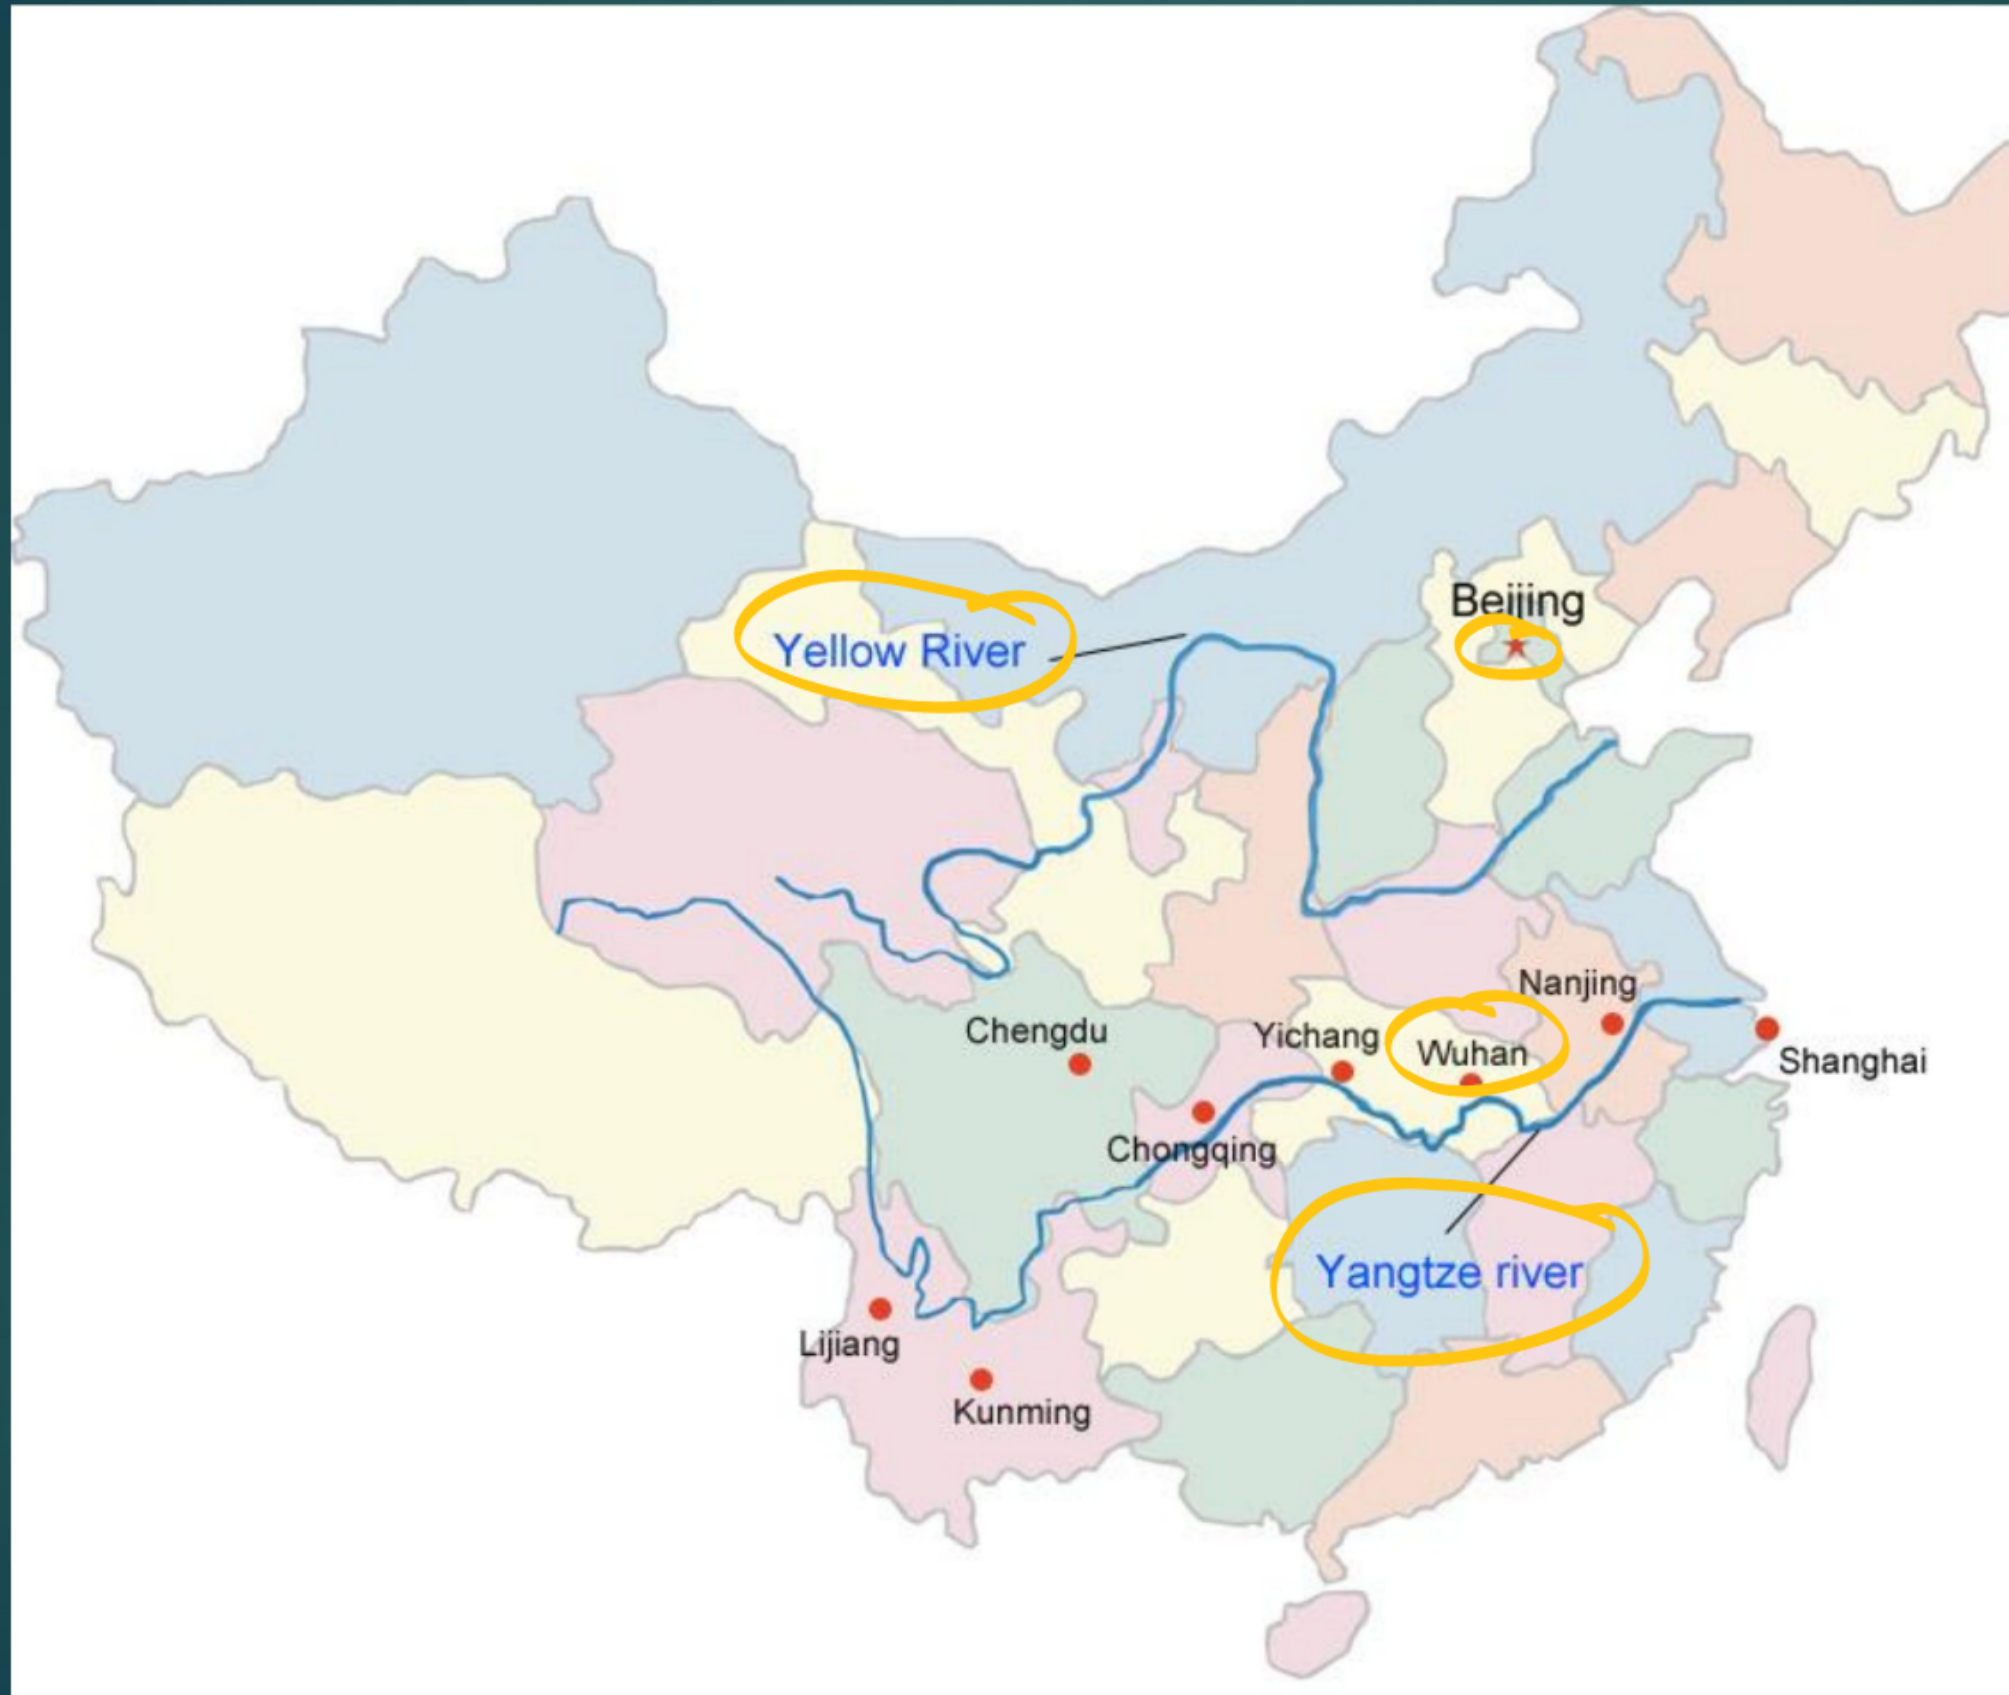 Beijing
Yellow River
Nanjing
Chengdu
Yichang
Wuhan
Shanghai
Chongqing
Yangtze river
Lijiang
Kunming